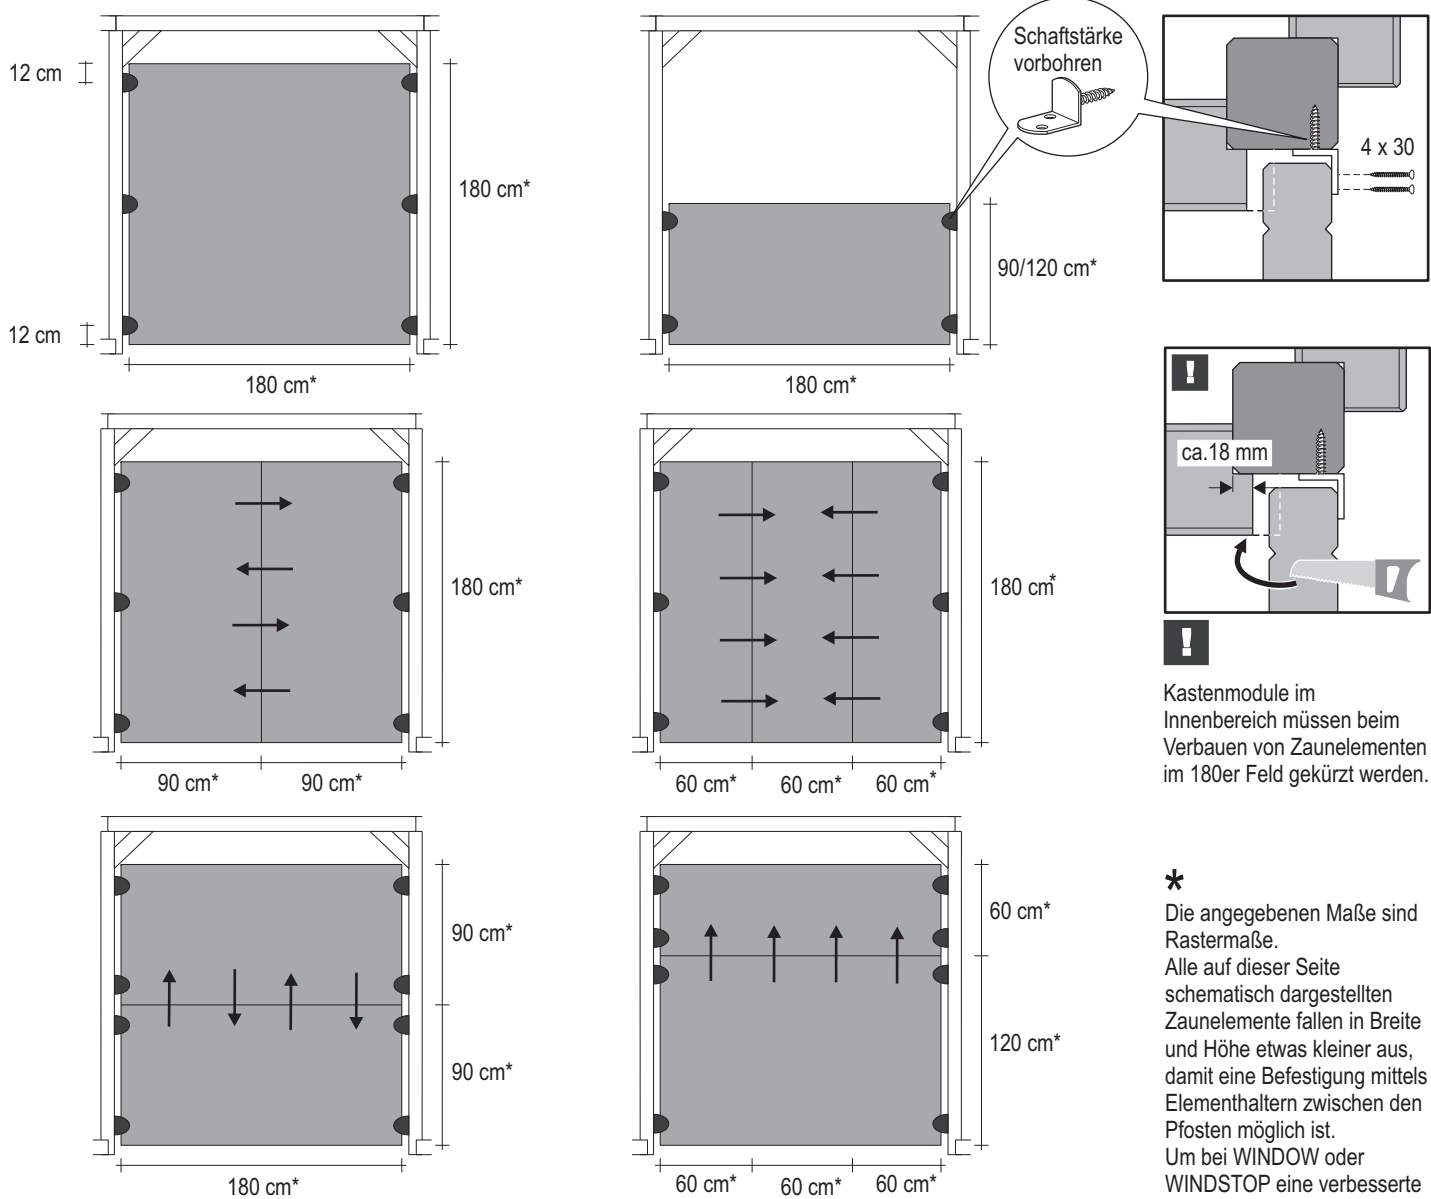 12 cm
180 cm*
12 cm
180 cm*
Schaftstärke
vorbohren
90/120 cm*
180 cm*
4 x 30
180 cm*
90 cm*
90 cm*
180 cm*
60 cm*
60 cm*
60 cm*
!
ca.18 mm
!
Kastenmodule im
Innenbereich müssen beim
Verbauen von Zaunelementen
im 180er Feld gekürzt werden.
90 cm*
90 cm*
180 cm*
60 cm*
120 cm*
60 cm*
60 cm*
60 cm*
*
Die angegebenen Maße sind
Rastermaße.
Alle auf dieser Seite
schematisch dargestellten
Zaunelemente fallen in Breite
und Höhe etwas kleiner aus,
damit eine Befestigung mittels
Elementhaltern zwischen den
Pfosten möglich ist.
Um bei WINDOW oder
WINDSTOP eine verbesserte